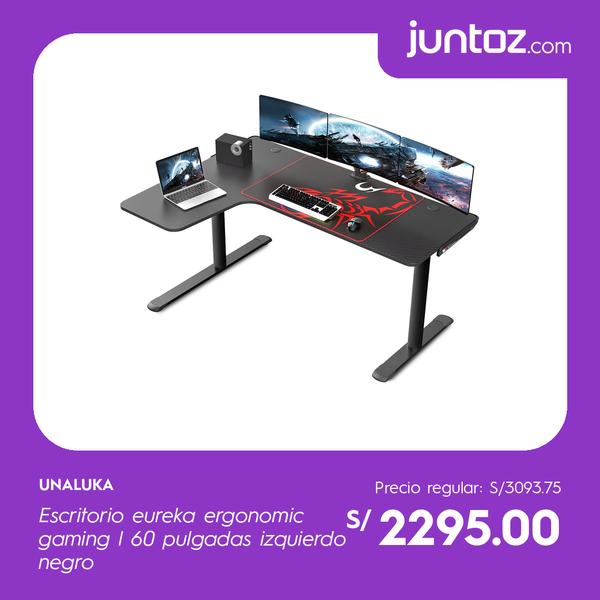 juntoz.com
UNALUKA
Precio regular: S/3093.75
Escritorio eureka ergonomic
gaming l 60 pulgadas izquierdo
negro
S/ 2295.00